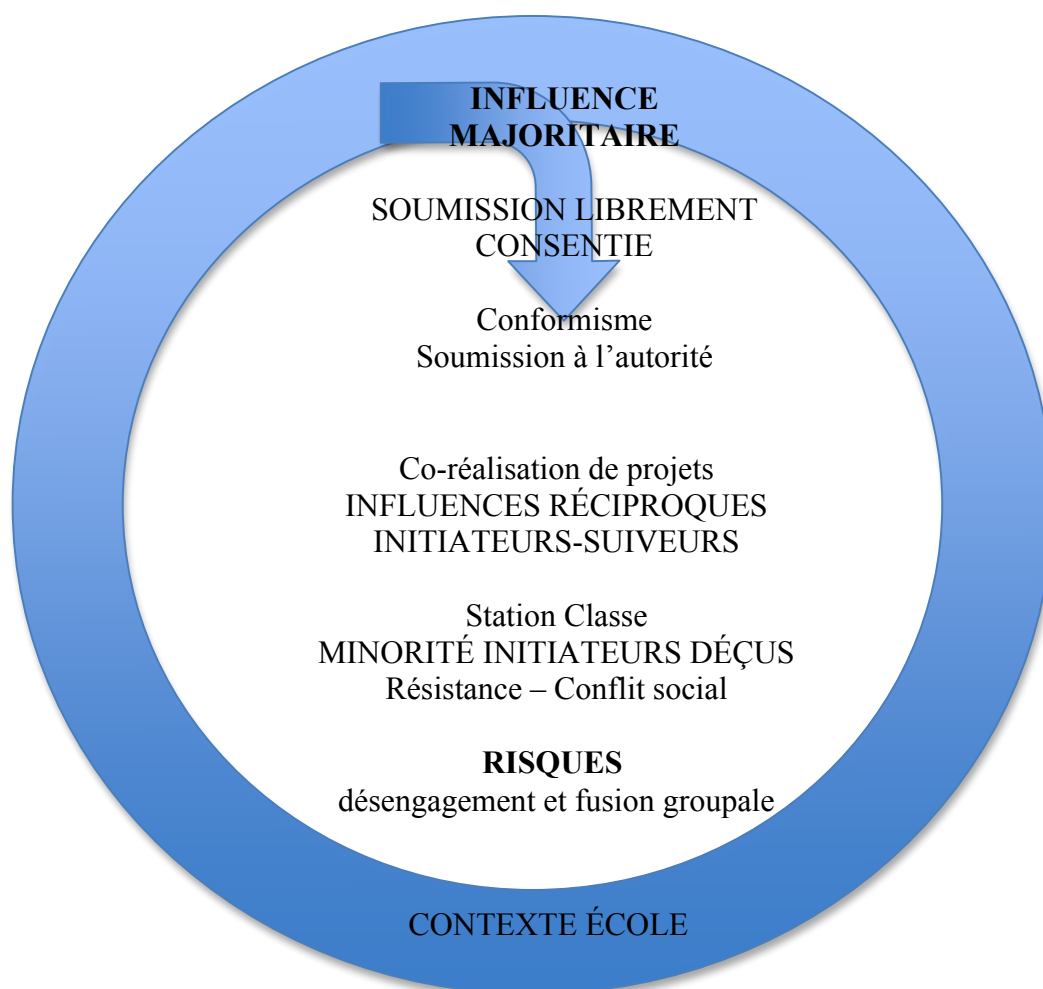 INFLUENCE
MAJORITAIRE
SOUMISSION LIBREMENT
CONSENTIE
Conformisme
Soumission à l’autorité
Co-réalisation de projets
INFLUENCES RÉCIPROQUES
INITIATEURS-SUIVEURS
Station Classe
MINORITÉ INITIATEURS DÉÇUS
Résistance – Conflit social
RISQUES
désengagement et fusion groupale
CONTEXTE ÉCOLE